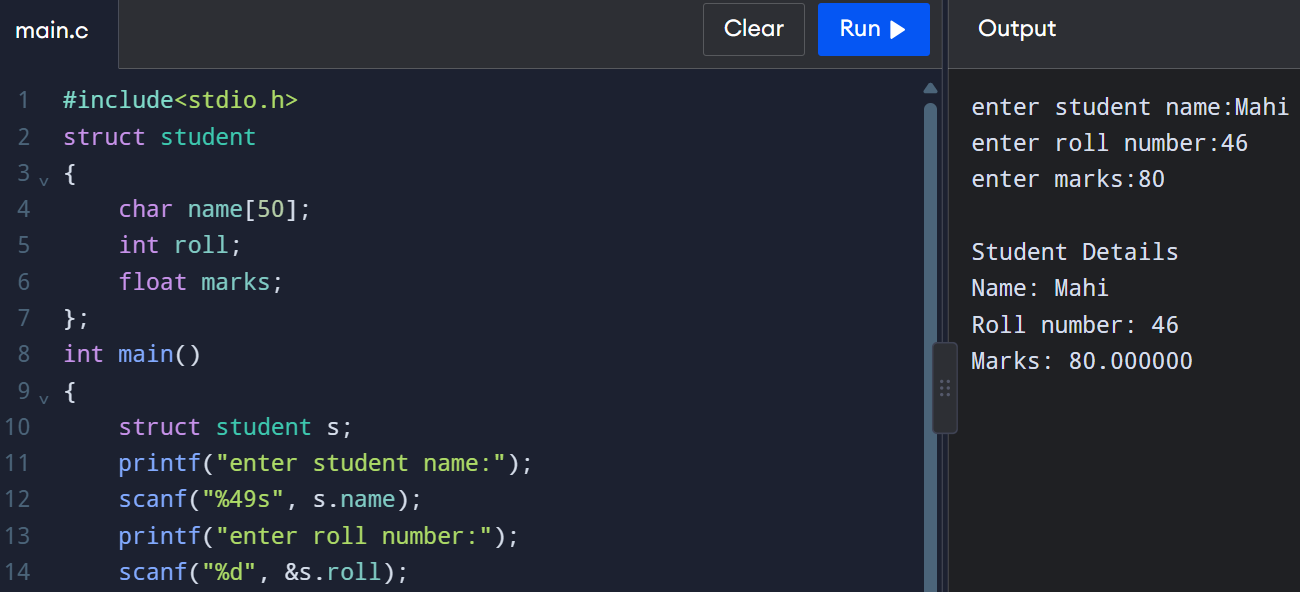 main.c
Clear
Run
Output
1 #include<stdio.h>
2 struct student
3 {
4     char name[50];
5     int roll;
6     float marks;
7 };
8 int main()
9 {
10     struct student s;
11     printf("enter student name:");
12     scanf("%49s", s.name);
13     printf("enter roll number:");
14     scanf("%d", &s.roll);
enter student name:Mahi
enter roll number:46
enter marks:80

Student Details
Name: Mahi
Roll number: 46
Marks: 80.000000